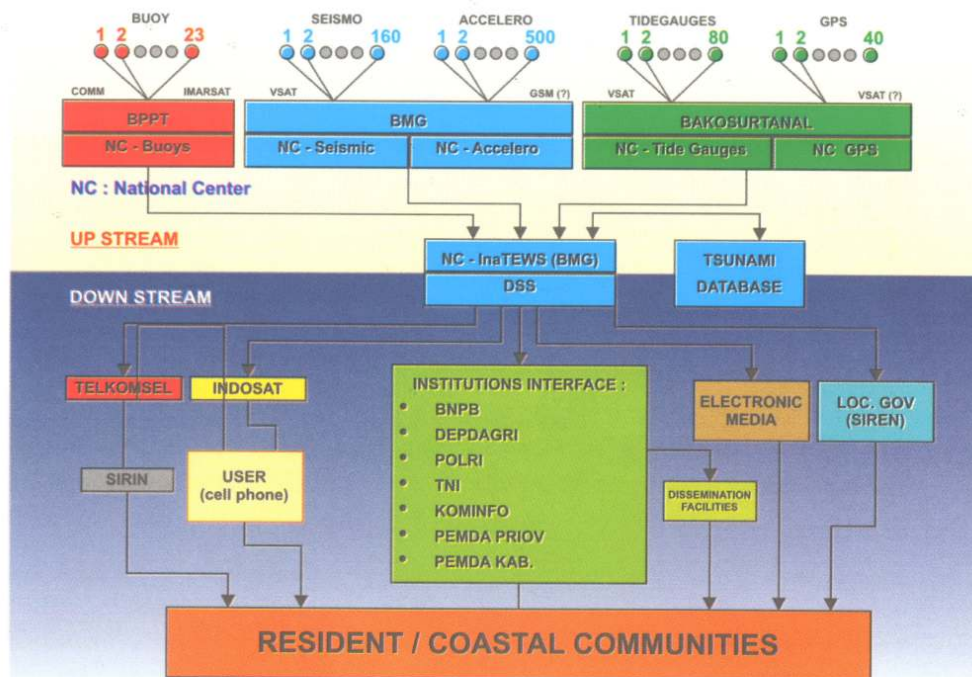 BUOY
SEISMO
ACCELERO
TIDEGAUGES
GPS
1 2 23
1 2 160
1 2 500
1 2 80
1 2 40
COMM
IMARSAT
VSAT
GSM (?)
VSAT
VSAT (?)
BPPT
BMG
BAKOSURTANAL
NC - Buoys
NC - Seismic
NC - Accelero
NC - Tide Gauges
NC GPS
NC : National Center
UP STREAM
NC - InaTEWS (BMG)
DSS
TSUNAMI
DATABASE
DOWN STREAM
TELKOMSEL
INDOSAT
INSTITUTIONS INTERFACE :
• BNPB
• DEPDAGRI
• POLRI
• TNI
• KOMINFO
• PEMDA PRIOV
• PEMDA KAB.
ELECTRONIC
MEDIA
LOC. GOV
(SIREN)
SIRIN
USER
(cell phone)
DISSEMINATION
FACILITIES
RESIDENT / COASTAL COMMUNITIES